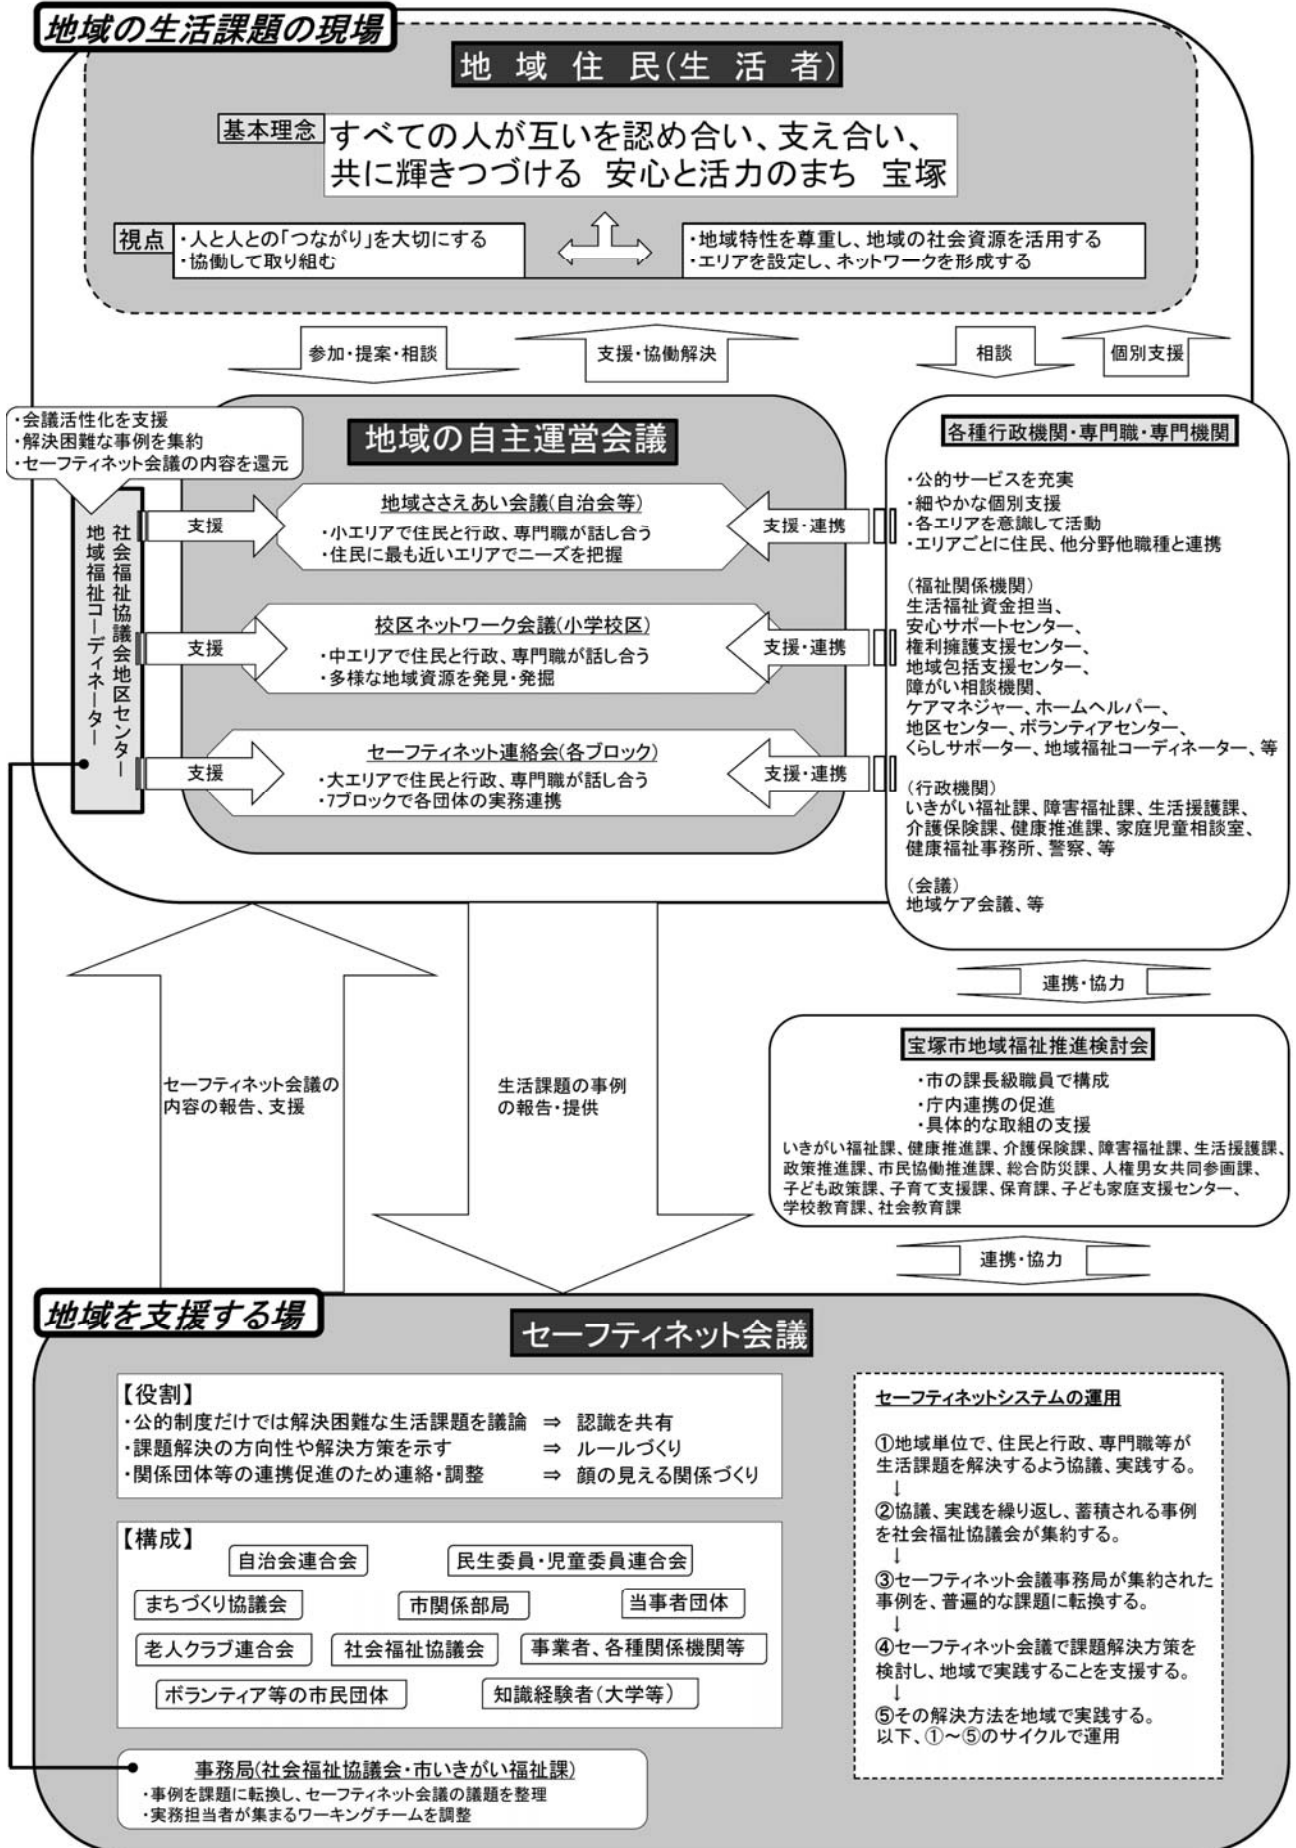 地域の生活課題の現場
地域住民(生活者)
基本理念
すべての人が互いを認め合い、支え合い、
共に輝きつづける 安心と活力のまち 宝塚
視点
・人と人との「つながり」を大切にする
・協働して取り組む
・地域特性を尊重し、地域の社会資源を活用する
・エリアを設定し、ネットワークを形成する
参加・提案・相談
支援・協働解決
相談
個別支援
・会議活性化を支援
・解決困難な事例を集約
・セーフティネット会議の内容を還元
社会福祉協議会地区センター
地域福祉コーディネーター
地域の自主運営会議
支援
地域ささえあい会議(自治会等)
・小エリアで住民と行政、専門職が話し合う
・住民に最も近いエリアでニーズを把握
支援・連携
支援
校区ネットワーク会議(小学校区)
・中エリアで住民と行政、専門職が話し合う
・多様な地域資源を発見・発掘
支援・連携
支援
セーフティネット連絡会(各ブロック)
・大エリアで住民と行政、専門職が話し合う
・7ブロックで各団体の実務連携
支援・連携
各種行政機関・専門職・専門機関
・公的サービスを充実
・細やかな個別支援
・各エリアを意識して活動
・エリアごとに住民、他分野他職種と連携
(福祉関係機関)
生活福祉資金担当、
安心サポートセンター、
権利擁護支援センター、
地域包括支援センター、
障がい相談機関、
ケアマネジャー、ホームヘルパー、
地区センター、ボランティアセンター、
くらしサポーター、地域福祉コーディネーター、等
(行政機関)
いきがい福祉課、障害福祉課、生活援護課、
介護保険課、健康推進課、家庭児童相談室、
健康福祉事務所、警察、等
(会議)
地域ケア会議、等
連携・協力
宝塚市地域福祉推進検討会
・市の課長級職員で構成
・庁内連携の促進
・具体的な取組の支援
いきがい福祉課、健康推進課、介護保険課、障害福祉課、生活援護課、
政策推進課、市民協働推進課、総合防災課、人権男女共同参画課、
子ども政策課、子育て支援課、保育課、子ども家庭支援センター、
学校教育課、社会教育課
連携・協力
セーフティネット会議の
内容の報告、支援
生活課題の事例
の報告・提供
地域を支援する場
セーフティネット会議
【役割】
・公的制度だけでは解決困難な生活課題を議論 ⇒ 認識を共有
・課題解決の方向性や解決方策を示す ⇒ ルールづくり
・関係団体等の連携促進のため連絡・調整 ⇒ 顔の見える関係づくり
【構成】
自治会連合会
民生委員・児童委員連合会
まちづくり協議会
市関係部局
当事者団体
老人クラブ連合会
社会福祉協議会
事業者、各種関係機関等
ボランティア等の市民団体
知識経験者(大学等)
事務局(社会福祉協議会・市いきがい福祉課)
・事例を課題に転換し、セーフティネット会議の議題を整理
・実務担当者が集まるワーキングチームを調整
セーフティネットシステムの運用
①地域単位で、住民と行政、専門職等が
生活課題を解決するよう協議、実践する。
↓
②協議、実践を繰り返し、蓄積される事例
を社会福祉協議会が集約する。
↓
③セーフティネット会議事務局が集約された
事例を、普遍的な課題に転換する。
↓
④セーフティネット会議で課題解決方策を
検討し、地域で実践することを支援する。
↓
⑤その解決方法を地域で実践する。
以下、①～⑤のサイクルで運用